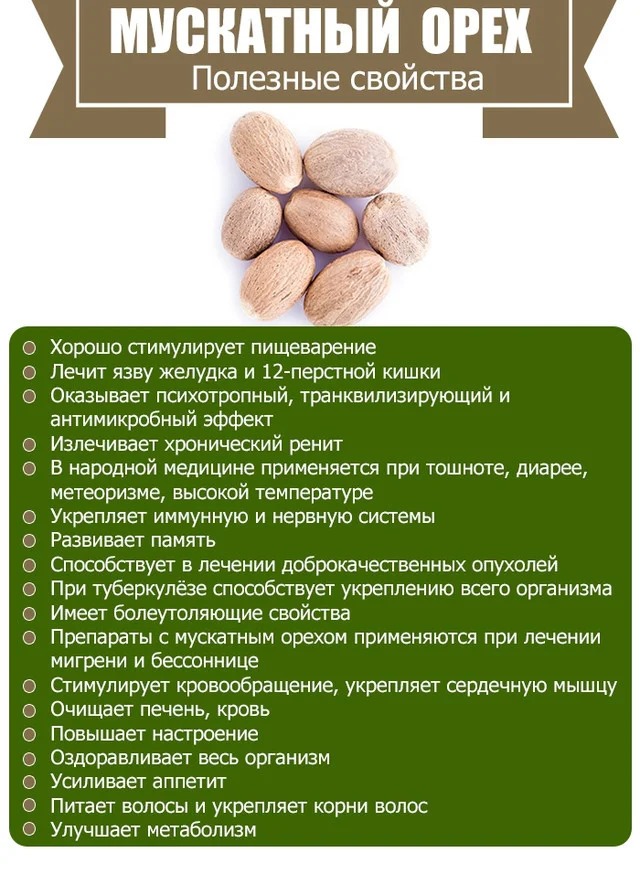 МУСКАТНЫЙ ОРЕХ
Полезные свойства
Хорошо стимулирует пищеварение
Лечит язву желудка и 12-перстной кишки
Оказывает психотропный, транквилизирующий и
антимикробный эффект
Излечивает хронический ренит
В народной медицине применяется при тошноте, диарее,
метеоризме, высокой температуре
Укрепляет иммунную и нервную системы
Развивает память
Способствует в лечении доброкачественных опухолей
При туберкулёзе способствует укреплению всего организма
Имеет болеутоляющие свойства
Препараты с мускатным орехом применяются при лечении
мигрени и бессоннице
Стимулирует кровообращение, укрепляет сердечную мышцу
Очищает печень, кровь
Повышает настроение
Оздоравливает весь организм
Усиливает аппетит
Питает волосы и укрепляет корни волос
Улучшает метаболизм